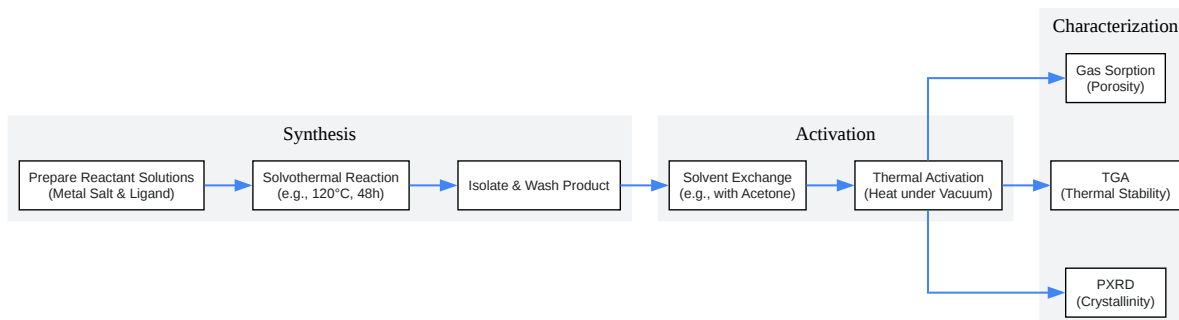 Synthesis
Prepare Reactant Solutions
(Metal Salt & Ligand)
Solvothermal Reaction
(e.g., 120°C, 48h)
Isolate & Wash Product
Activation
Solvent Exchange
(e.g., with Acetone)
Thermal Activation
(Heat under Vacuum)
Characterization
Gas Sorption
(Porosity)
TGA
(Thermal Stability)
PXRD
(Crystallinity)